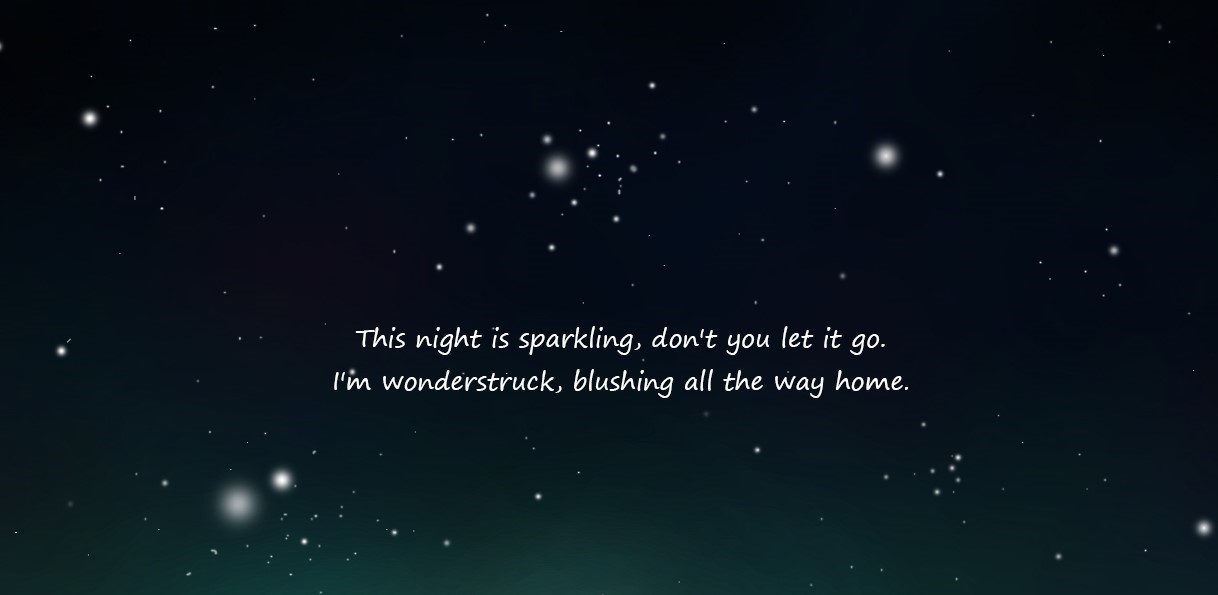 This night is sparkling, don't you let it go.
I'm wonderstruck, blushing all the way home.